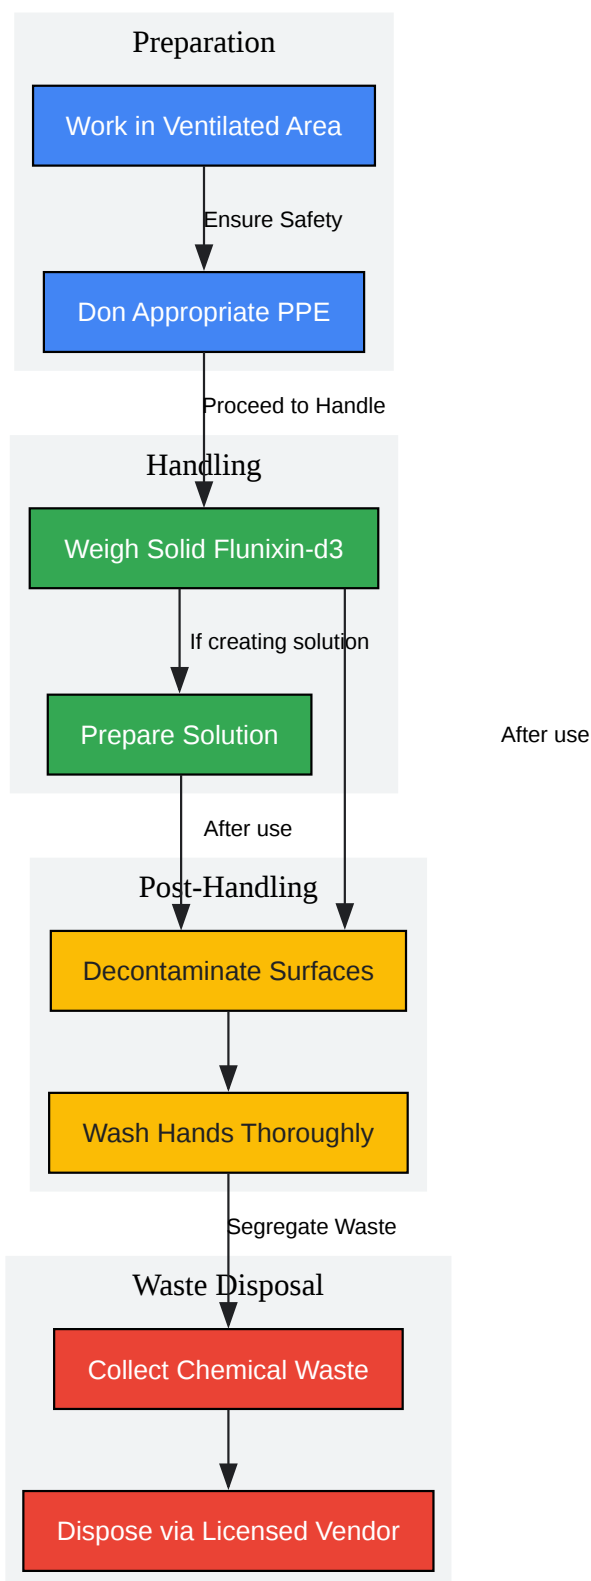 Preparation
Work in Ventilated Area
Ensure Safety
Don Appropriate PPE
Proceed to Handle
Handling
Weigh Solid Flunixin-d3
If creating solution
Prepare Solution
After use
After use
Post-Handling
Decontaminate Surfaces
Wash Hands Thoroughly
Segregate Waste
Waste Disposal
Collect Chemical Waste
Dispose via Licensed Vendor